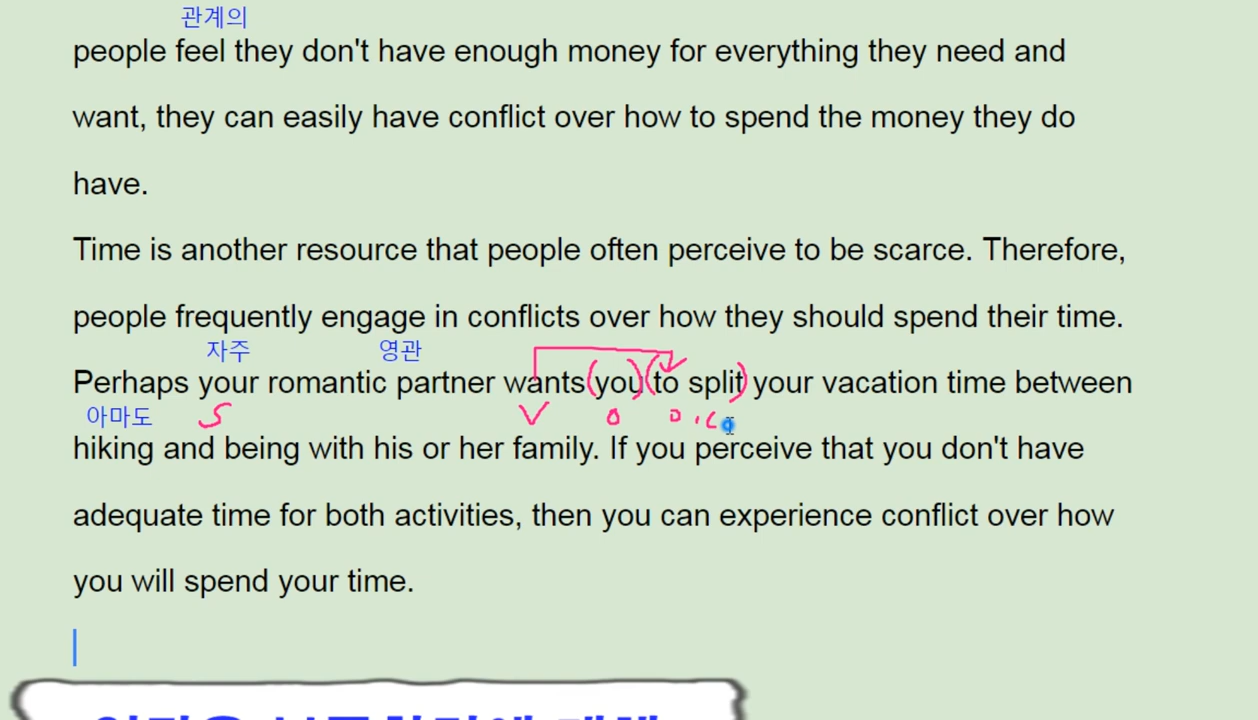 관계의
people feel they don't have enough money for everything they need and
want, they can easily have conflict over how to spend the money they do
have.
Time is another resource that people often perceive to be scarce. Therefore,
people frequently engage in conflicts over how they should spend their time.
자주 영관
Perhaps your romantic partner wants (you) (to split) your vacation time between
아마도 S V O O.C
hiking and being with his or her family. If you perceive that you don't have
adequate time for both activities, then you can experience conflict over how
you will spend your time.